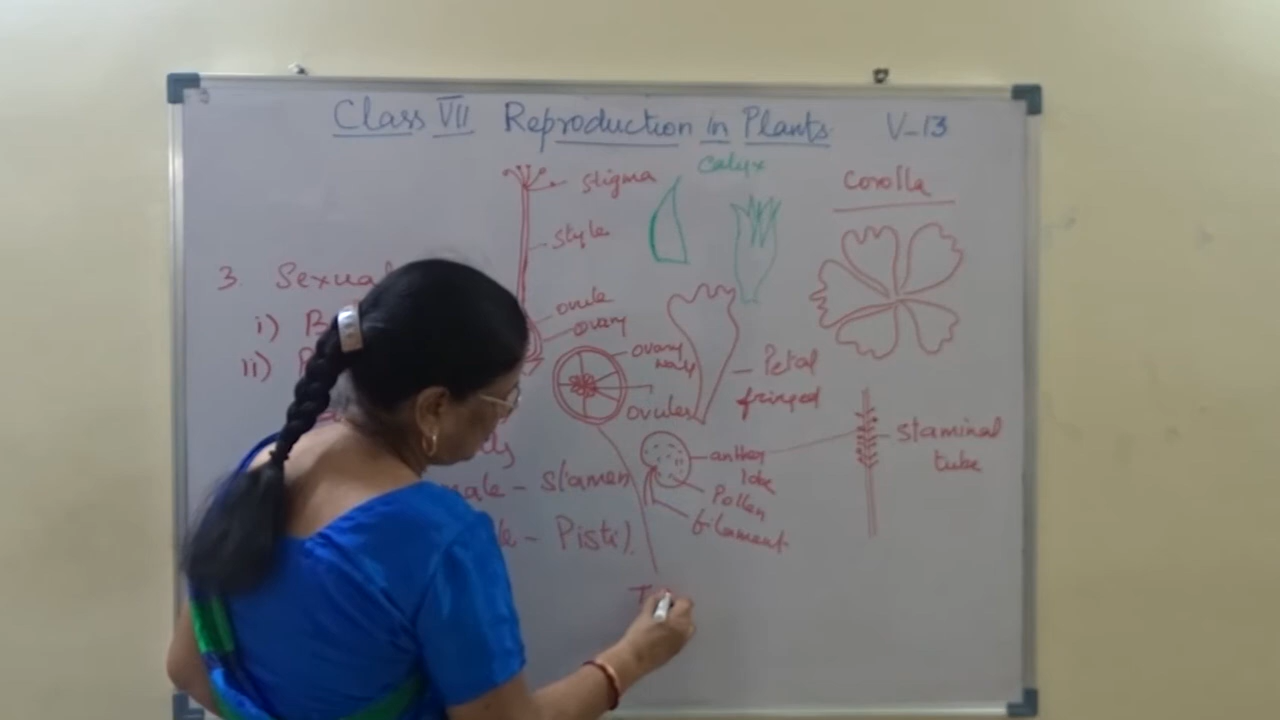 Class VII Reproduction in Plants V-13
calyx
stigma
Corolla
style
3. Sexual
ovule
ovary
i) B
ii)
ovary
wall
Petal
fringed
ovules
staminal
tube
anther
lobe
male - Stamen
Pollen
filament
- Pistil
T